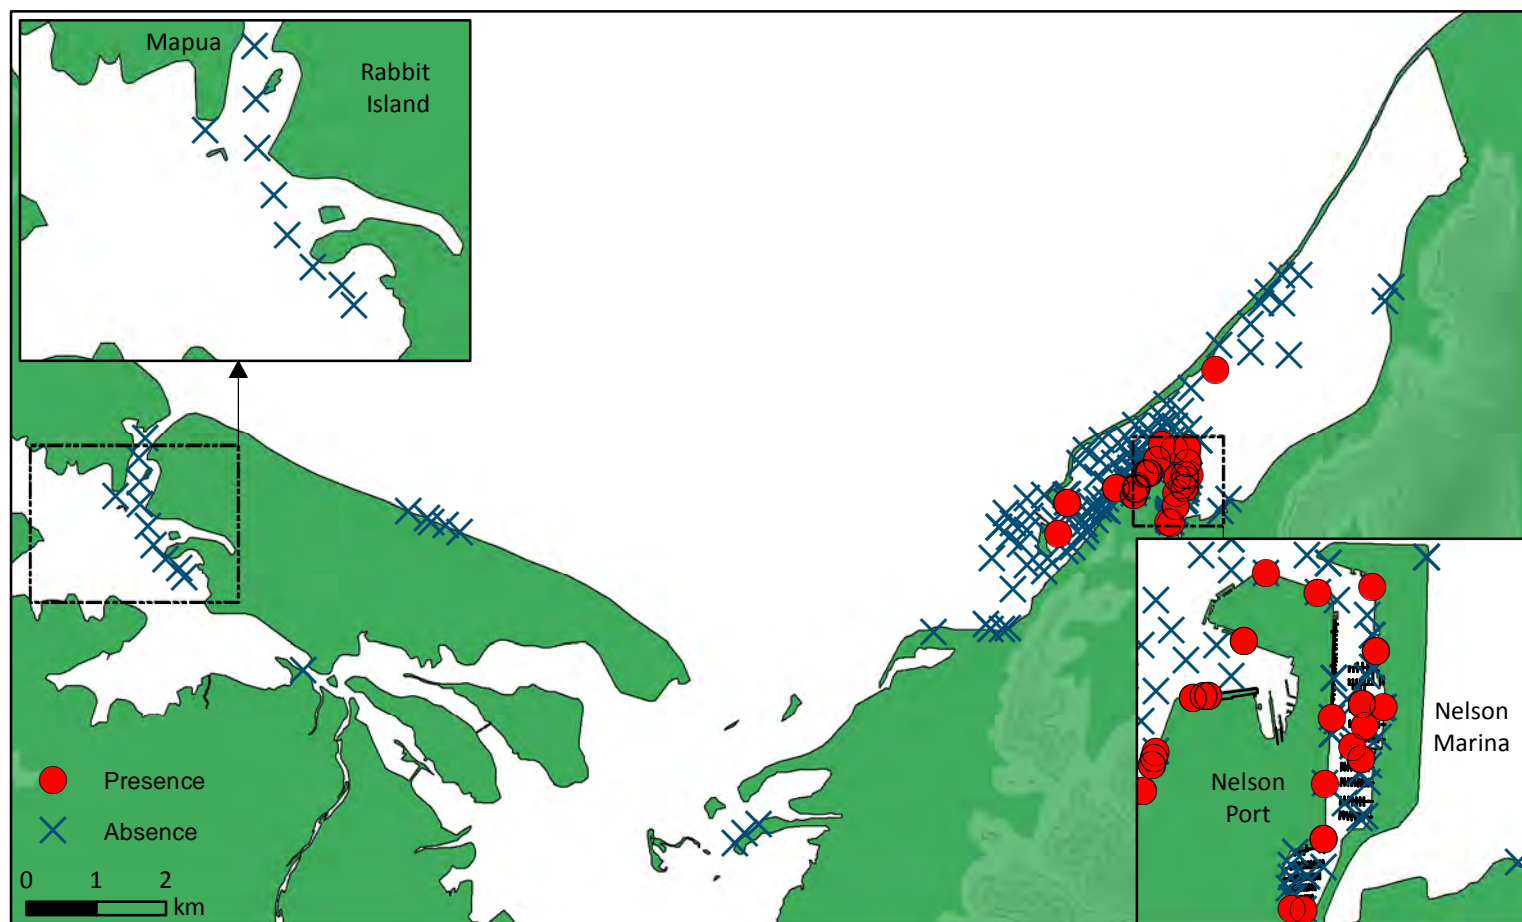 Mapua
Rabbit
Island
Presence
Absence
0 1 2
km
Nelson
Marina
Nelson
Port